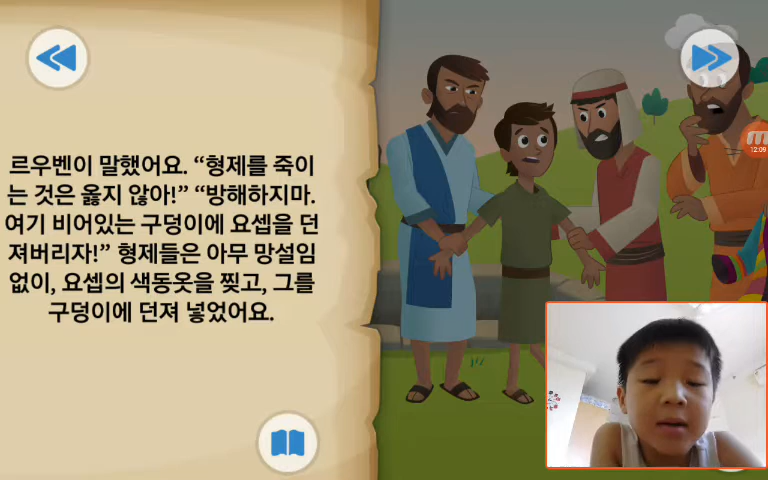 르우벤이 말했어요. “형제를 죽이
는 것은 옳지 않아!” “방해하지마.
여기 비어있는 구덩이에 요셉을 던
져버리자!” 형제들은 아무 망설임
없이, 요셉의 색동옷을 찢고, 그를
구덩이에 던져 넣었어요.
12:09